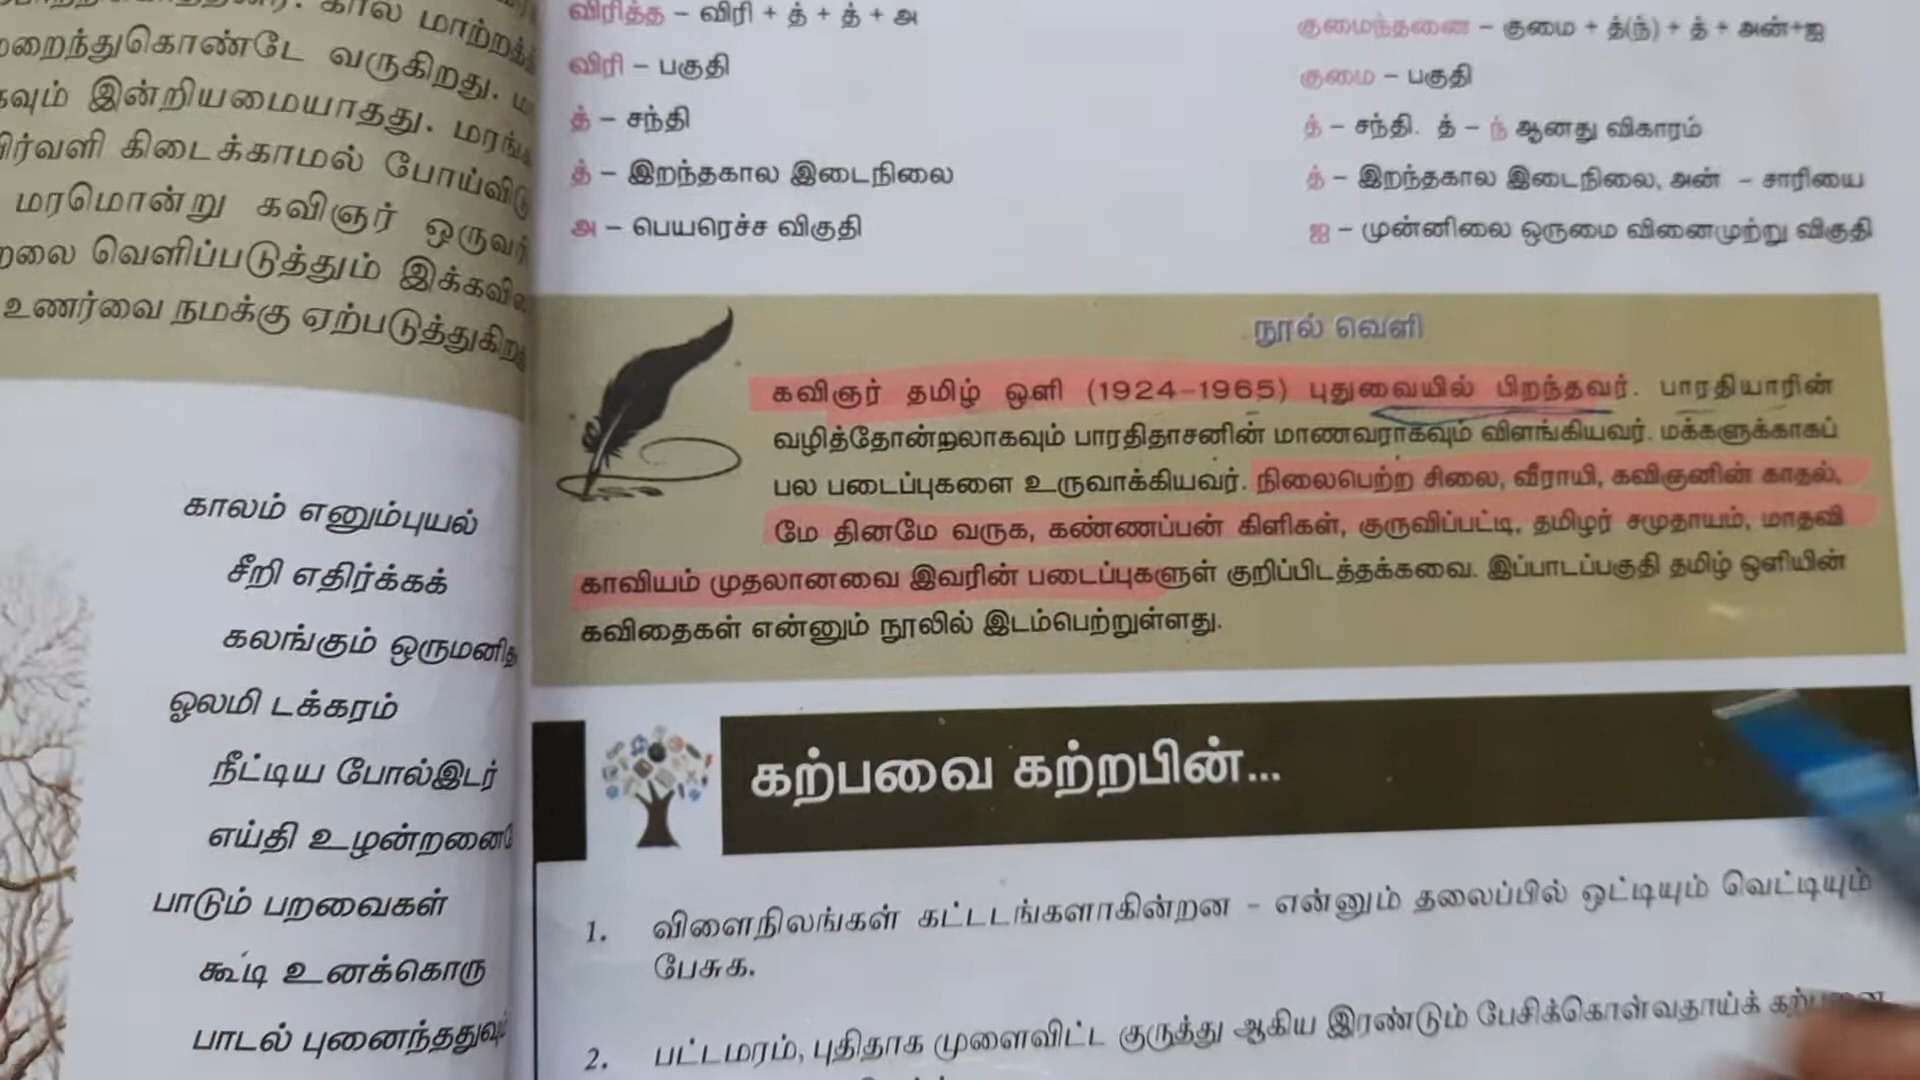 மாற்றத்
மறைந்துகொண்டே வருகிறது.
இன்றியமையாதது. மரங்க
கிடைக்காமல் போய்விடு
மரமொன்று கவிஞர் ஒருவரி
வெளிப்படுத்தும் இக்கவிதை
உணர்வை நமக்கு ஏற்படுத்துகிற
காலம் எனும்புயல்
சீறி எதிர்க்கக்
கலங்கும் ஒருமனித
ஓலமி டக்கரம்
நீட்டிய போல்இடர்
எய்தி உழன்றனை
பாடும் பறவைகள்
கூடி உனக்கொரு
பாடல் புனைந்ததுவு
விரித்த – விரி + த் + த் + அ
விரி – பகுதி
த் – சந்தி
த் – இறந்தகால இடைநிலை
அ – பெயரெச்ச விகுதி
குமைந்தனை – குமை + த்(ந்) + த் + அன்+ஐ
குமை – பகுதி
த் – சந்தி. த் – ந் ஆனது விகாரம்
த் – இறந்தகால இடைநிலை, அன் – சாரியை
ஐ – முன்னிலை ஒருமை வினைமுற்று விகுதி
நூல் வெளி
கவிஞர் தமிழ் ஒளி (1924–1965) புதுவையில் பிறந்தவர். பாரதியாரின்
வழித்தோன்றலாகவும் பாரதிதாசனின் மாணவராகவும் விளங்கியவர். மக்களுக்காகப்
பல படைப்புகளை உருவாக்கியவர். நிலைபெற்ற சிலை, வீராயி, கவிஞனின் காதல்,
மே தினமே வருக, கண்ணப்பன் கிளிகள், குருவிப்பட்டி, தமிழர் சமுதாயம், மாதவி
காவியம் முதலானவை இவரின் படைப்புகளுள் குறிப்பிடத்தக்கவை. இப்பாடப்பகுதி தமிழ் ஒளியின்
கவிதைகள் என்னும் நூலில் இடம்பெற்றுள்ளது.
கற்பவை கற்றபின்...
1. விளைநிலங்கள் கட்டடங்களாகின்றன – என்னும் தலைப்பில் ஒட்டியும் வெட்டியும்
பேசுக.
2. பட்டமரம், புதிதாக முளைவிட்ட குருத்து ஆகிய இரண்டும் பேசிக்கொள்வதாய்க் கற்பனை